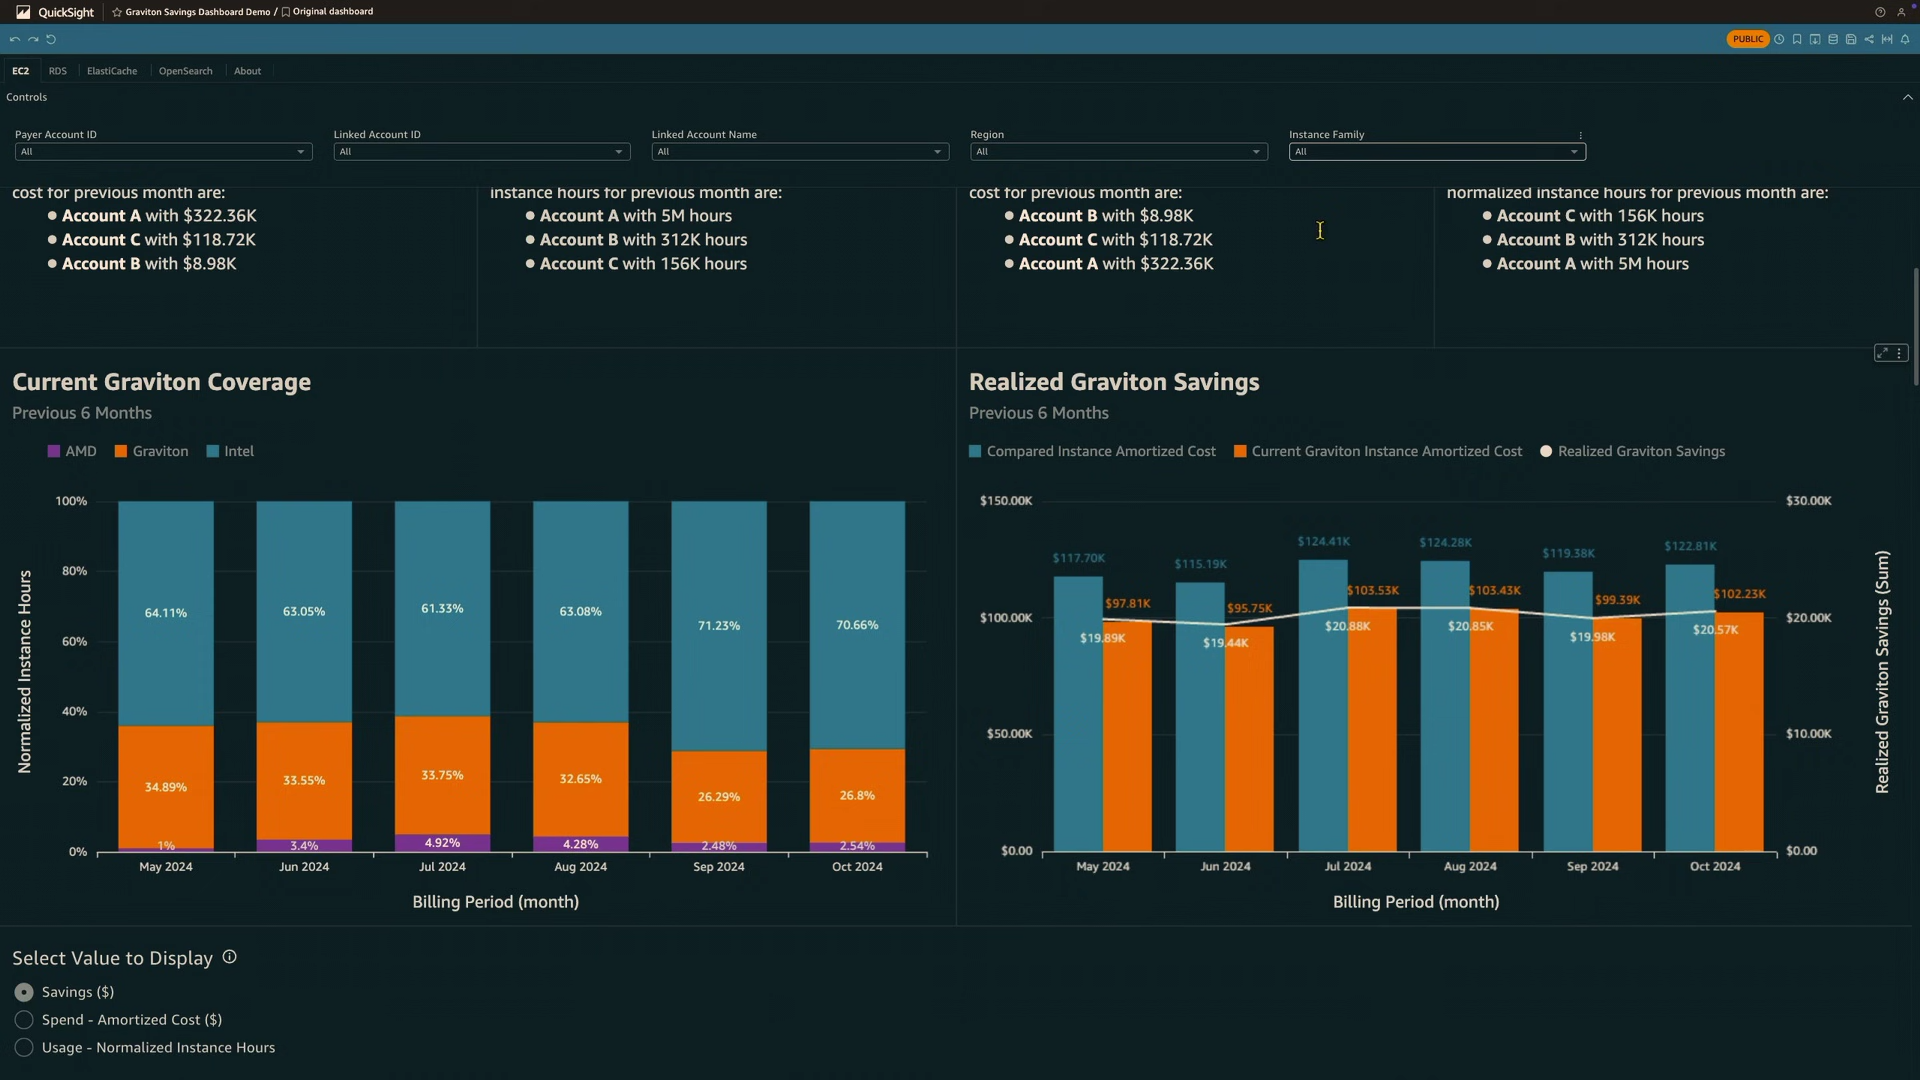 QuickSight
Graviton Savings Dashboard Demo / Original dashboard
PUBLIC
EC2 RDS ElastiCache OpenSearch About
Controls
Payer Account ID Linked Account ID Linked Account Name Region Instance Family
All All All All All
cost for previous month are:
Account A with $322.36K
Account C with $118.72K
Account B with $8.98K
instance hours for previous month are:
Account A with 5M hours
Account B with 312K hours
Account C with 156K hours
cost for previous month are:
Account B with $8.98K
Account C with $118.72K
Account A with $322.36K
normalized instance hours for previous month are:
Account C with 156K hours
Account B with 312K hours
Account A with 5M hours
Current Graviton Coverage
Previous 6 Months
AMD Graviton Intel
Normalized Instance Hours
100%
80%
60%
40%
20%
0%
64.11% 63.05% 61.33% 63.08% 71.23% 70.66%
34.89% 33.55% 33.75% 32.65% 26.29% 26.8%
1% 3.4% 4.92% 4.28% 2.48% 2.54%
May 2024 Jun 2024 Jul 2024 Aug 2024 Sep 2024 Oct 2024
Billing Period (month)
Realized Graviton Savings
Previous 6 Months
Compared Instance Amortized Cost Current Graviton Instance Amortized Cost Realized Graviton Savings
$150.00K
$100.00K
$50.00K
$0.00
$117.70K $115.19K $124.41K $124.28K $119.38K $122.81K
$97.81K $95.75K $103.53K $103.43K $99.39K $102.23K
$19.89K $19.44K $20.88K $20.85K $19.98K $20.57K
$30.00K
$20.00K
$10.00K
$0.00
Realized Graviton Savings (Sum)
May 2024 Jun 2024 Jul 2024 Aug 2024 Sep 2024 Oct 2024
Billing Period (month)
Select Value to Display
Savings ($)
Spend - Amortized Cost ($)
Usage - Normalized Instance Hours